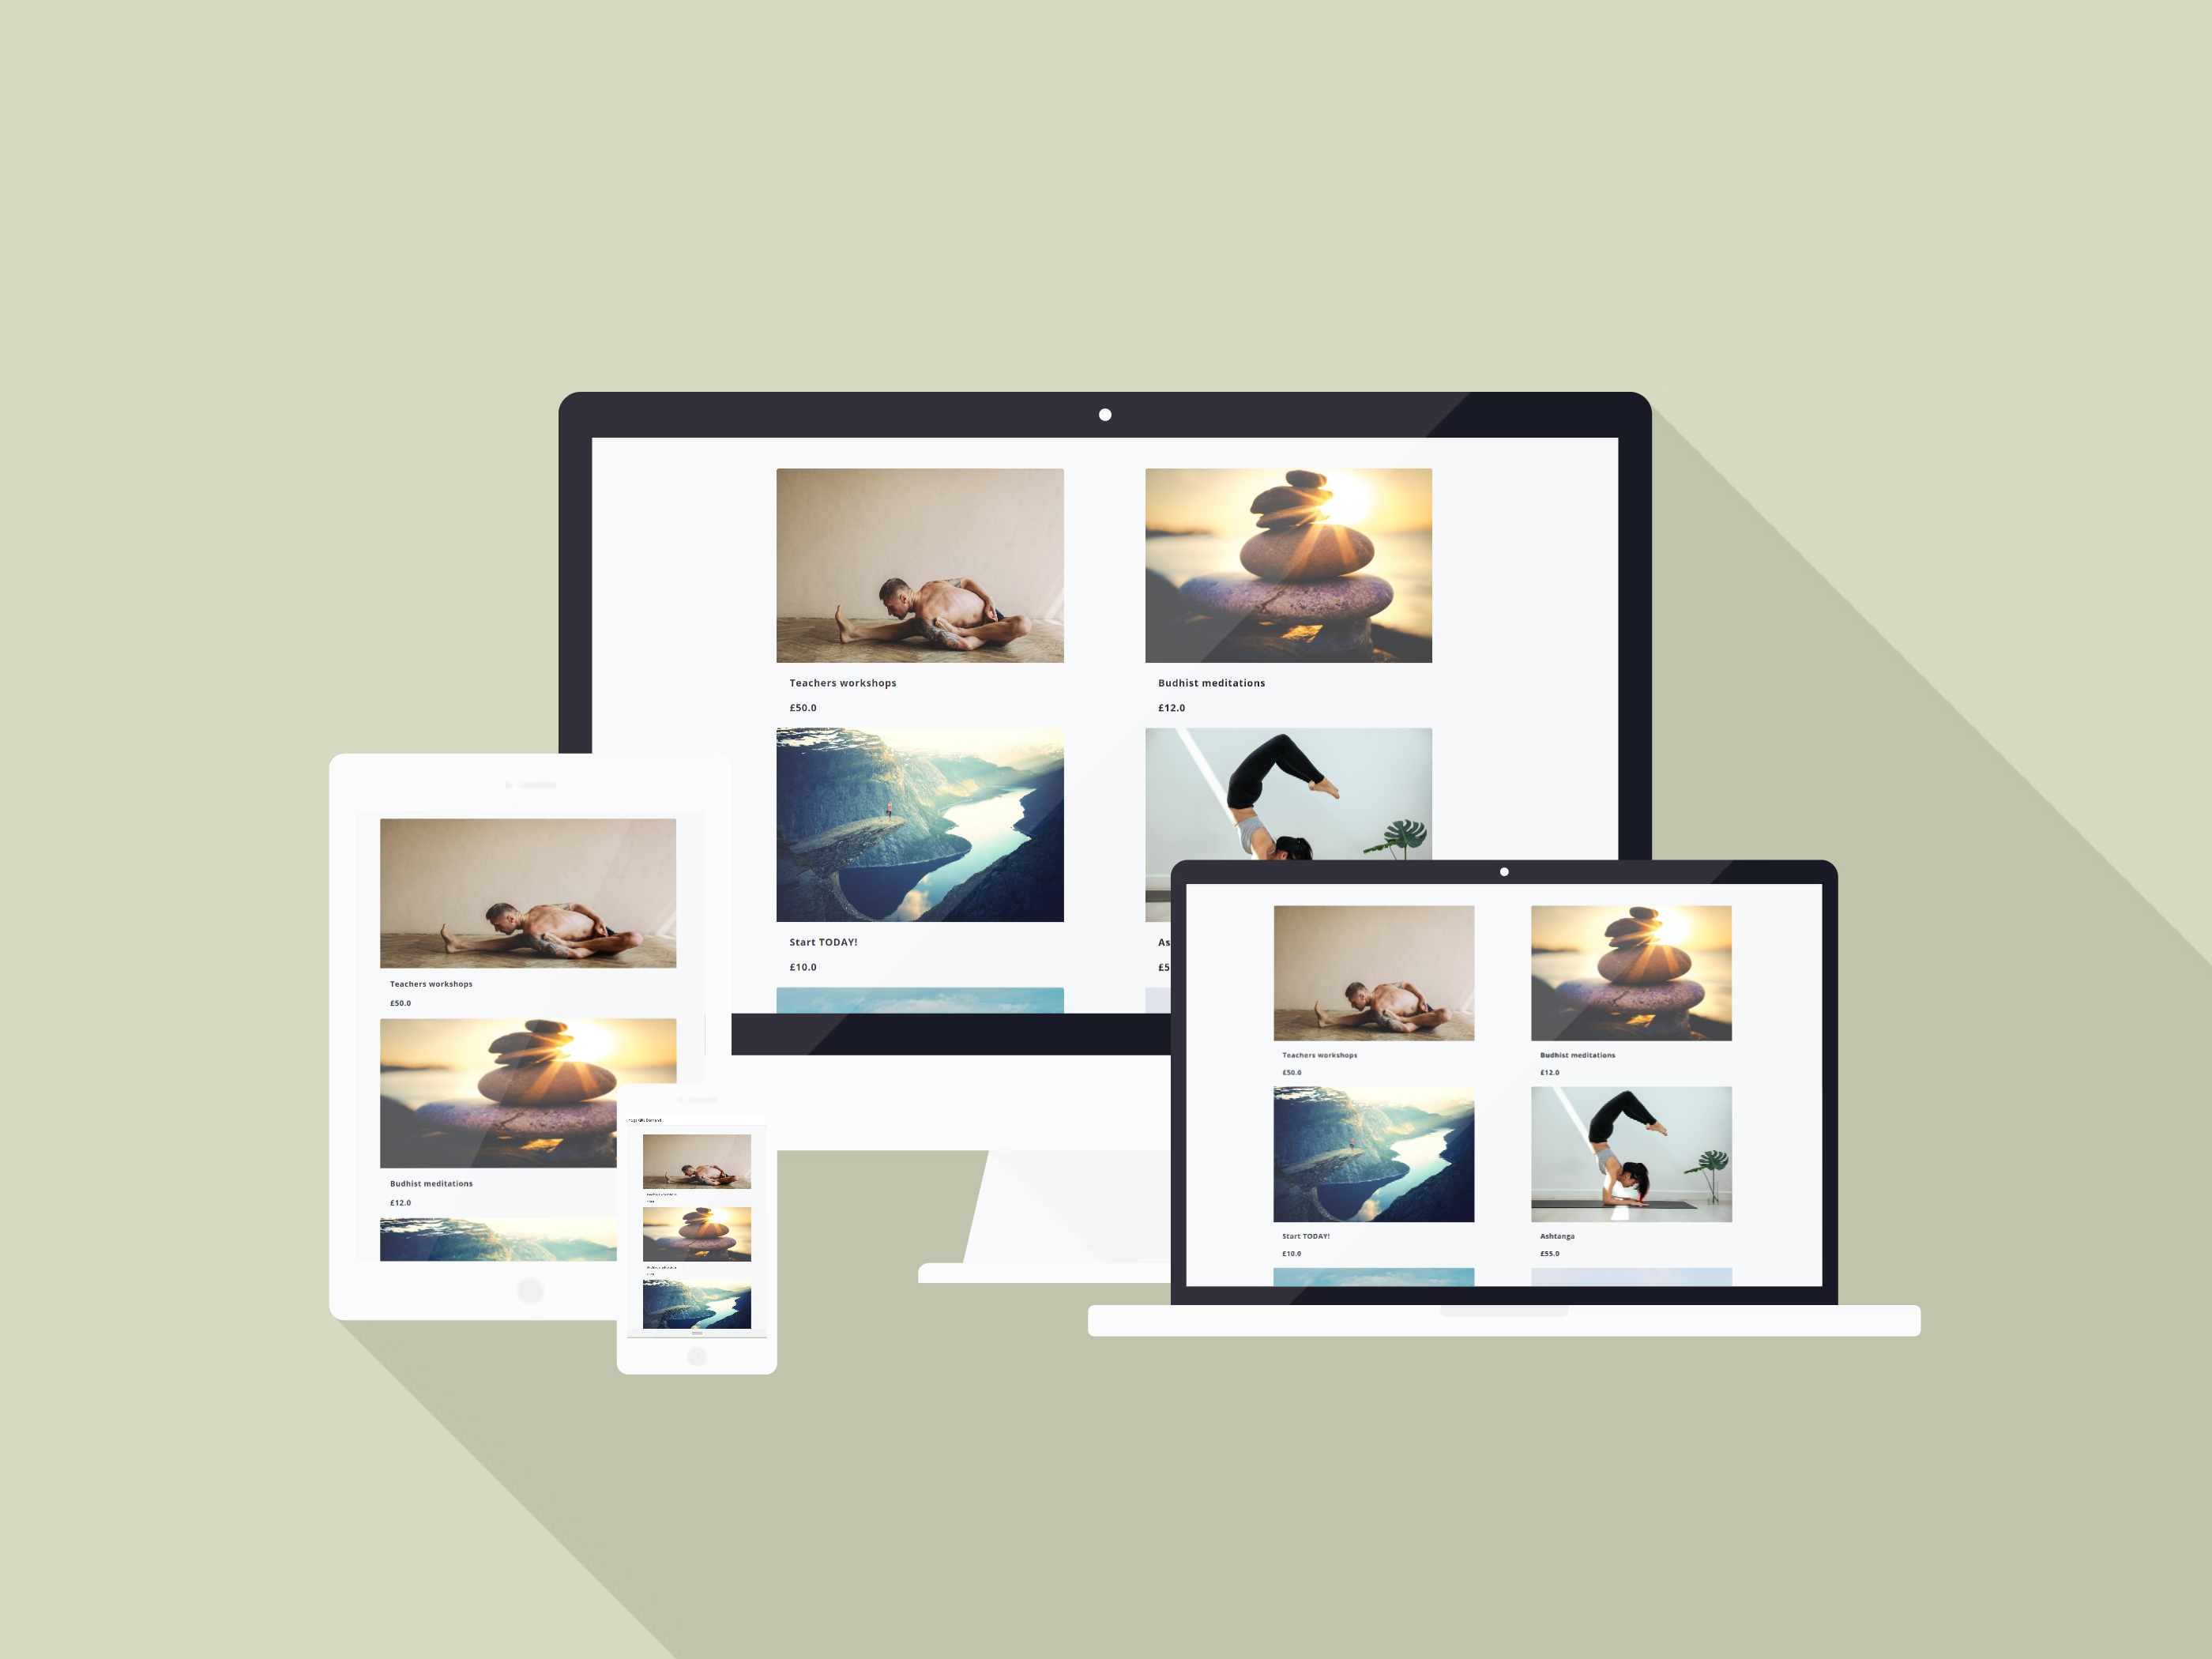 Teachers workshops
£50.0
Budhist meditations
£12.0
Start TODAY!
£10.0
As
£5
Teachers workshops
£50.0
Budhist meditations
£12.0
Teachers workshops
£50.0
Budhist meditations
£12.0
Start TODAY!
£10.0
Ashtanga
£55.0